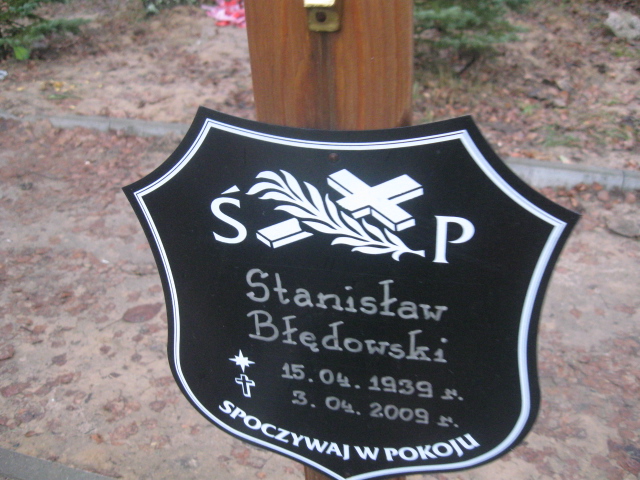 Ś P
Stanisław
Błędowski
15.04.1939 r.
3.04.2009 r.
SPOCZYWAJ W POKOJU